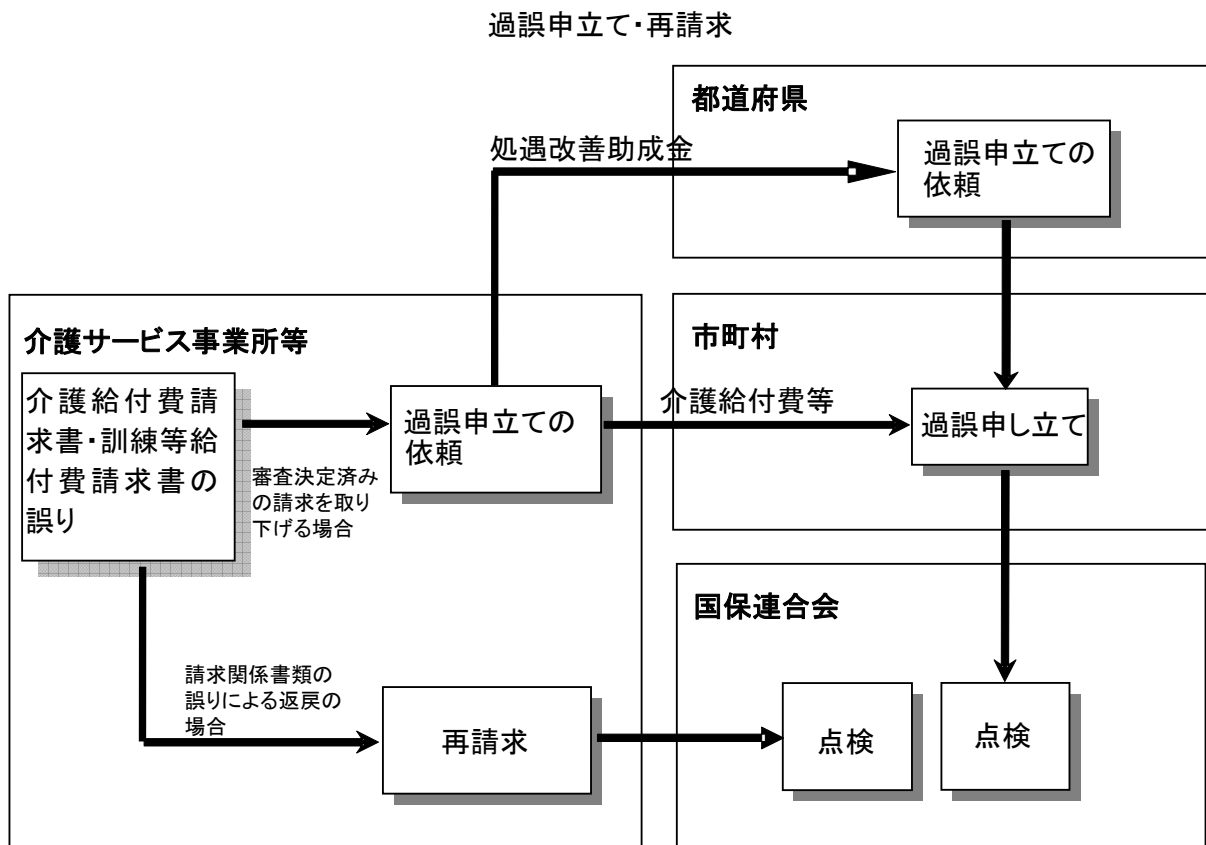 過誤申立て・再請求
都道府県
処遇改善助成金
過誤申立ての
依頼
介護サービス事業所等
市町村
介護給付費請
求書・訓練等給
付費請求書の
誤り
過誤申立ての
依頼
介護給付費等
過誤申し立て
審査決定済み
の請求を取り
下げる場合
国保連合会
請求関係書類の
誤りによる返戻の
場合
再請求
点検
点検